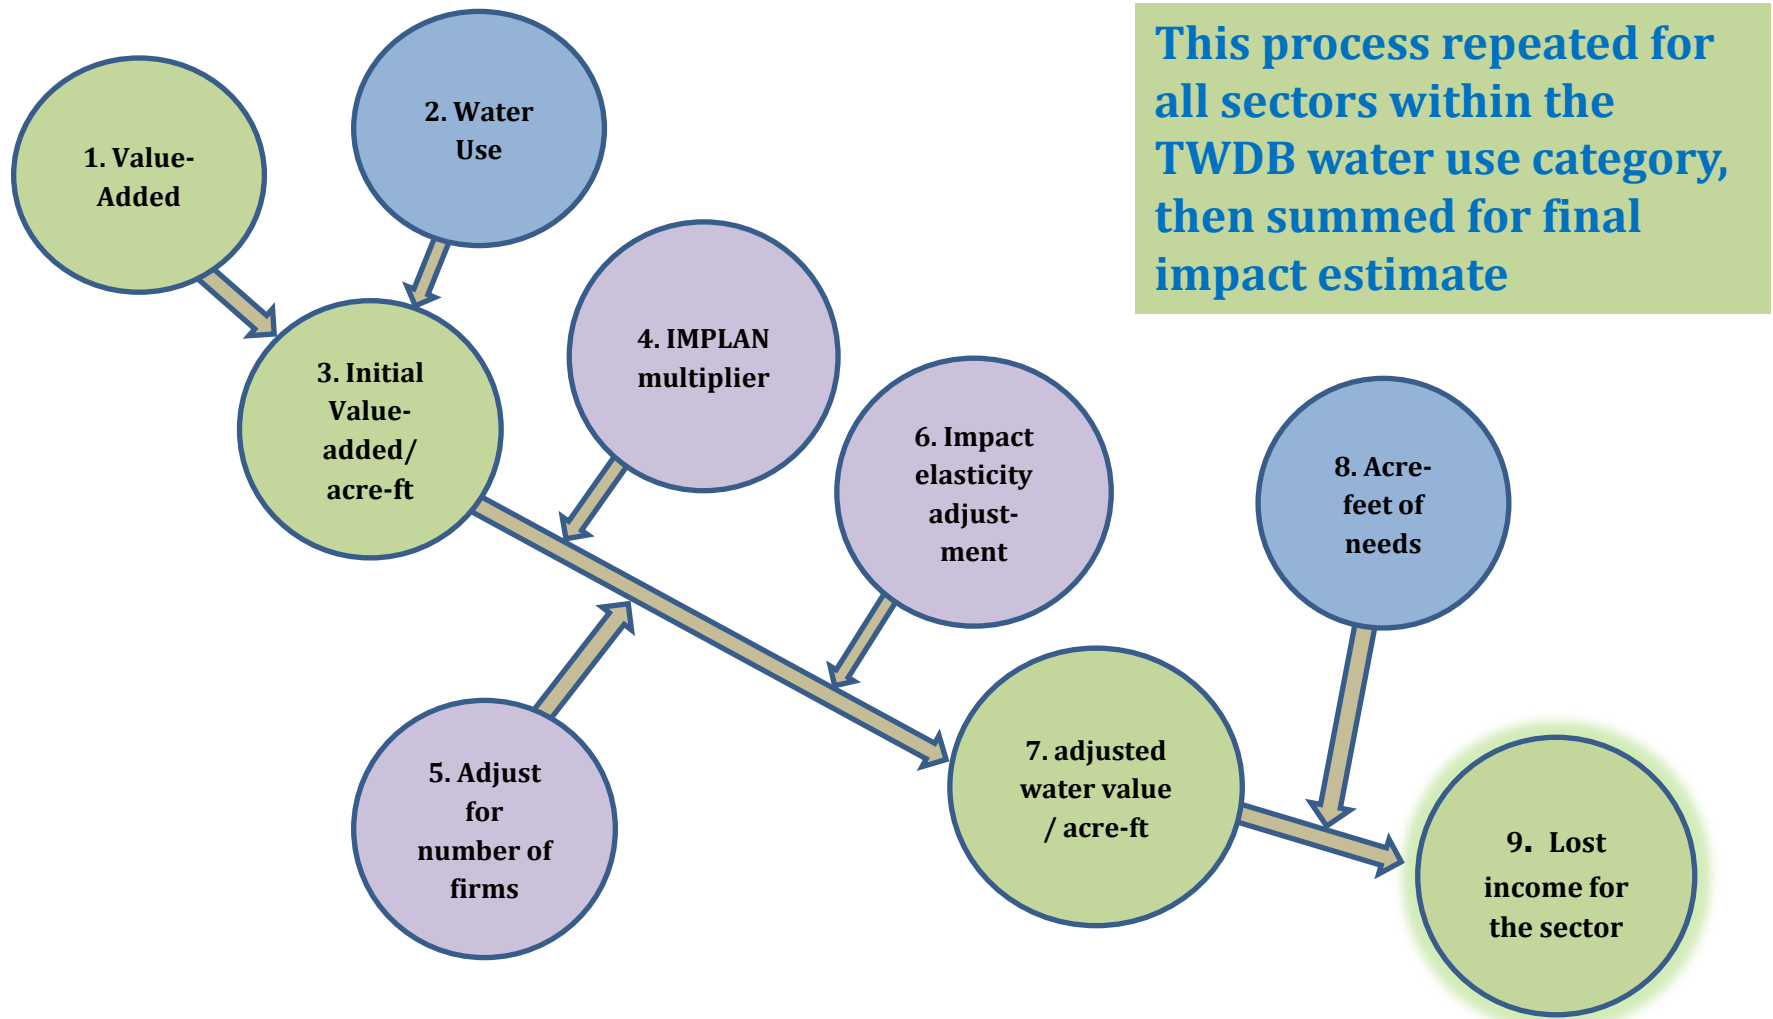 1. Value-
Added
2. Water
Use
3. Initial
Value-
added/
acre-ft
4. IMPLAN
multiplier
5. Adjust
for
number of
firms
6. Impact
elasticity
adjust-
ment
7. adjusted
water value
/ acre-ft
8. Acre-
feet of
needs
9. Lost
income for
the sector
This process repeated for
all sectors within the
TWDB water use category,
then summed for final
impact estimate